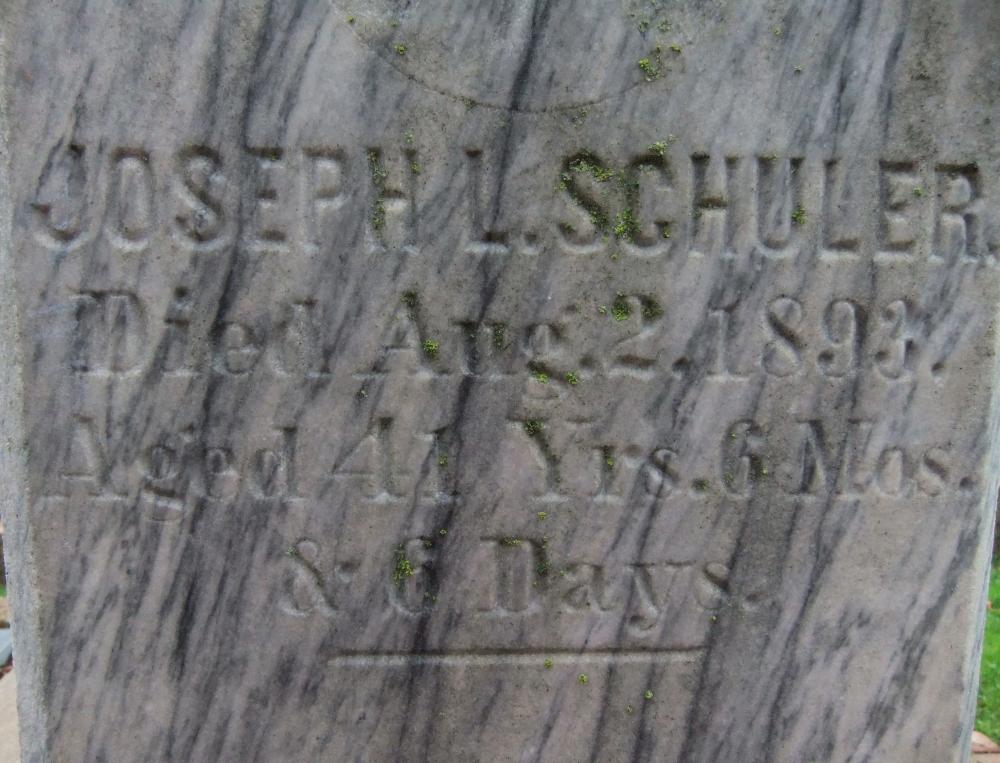 JOSEPH L. SCHULER.
Died Aug. 2. 1893.
Aged 41 Yrs. 6 Mos.
& 6 Days.